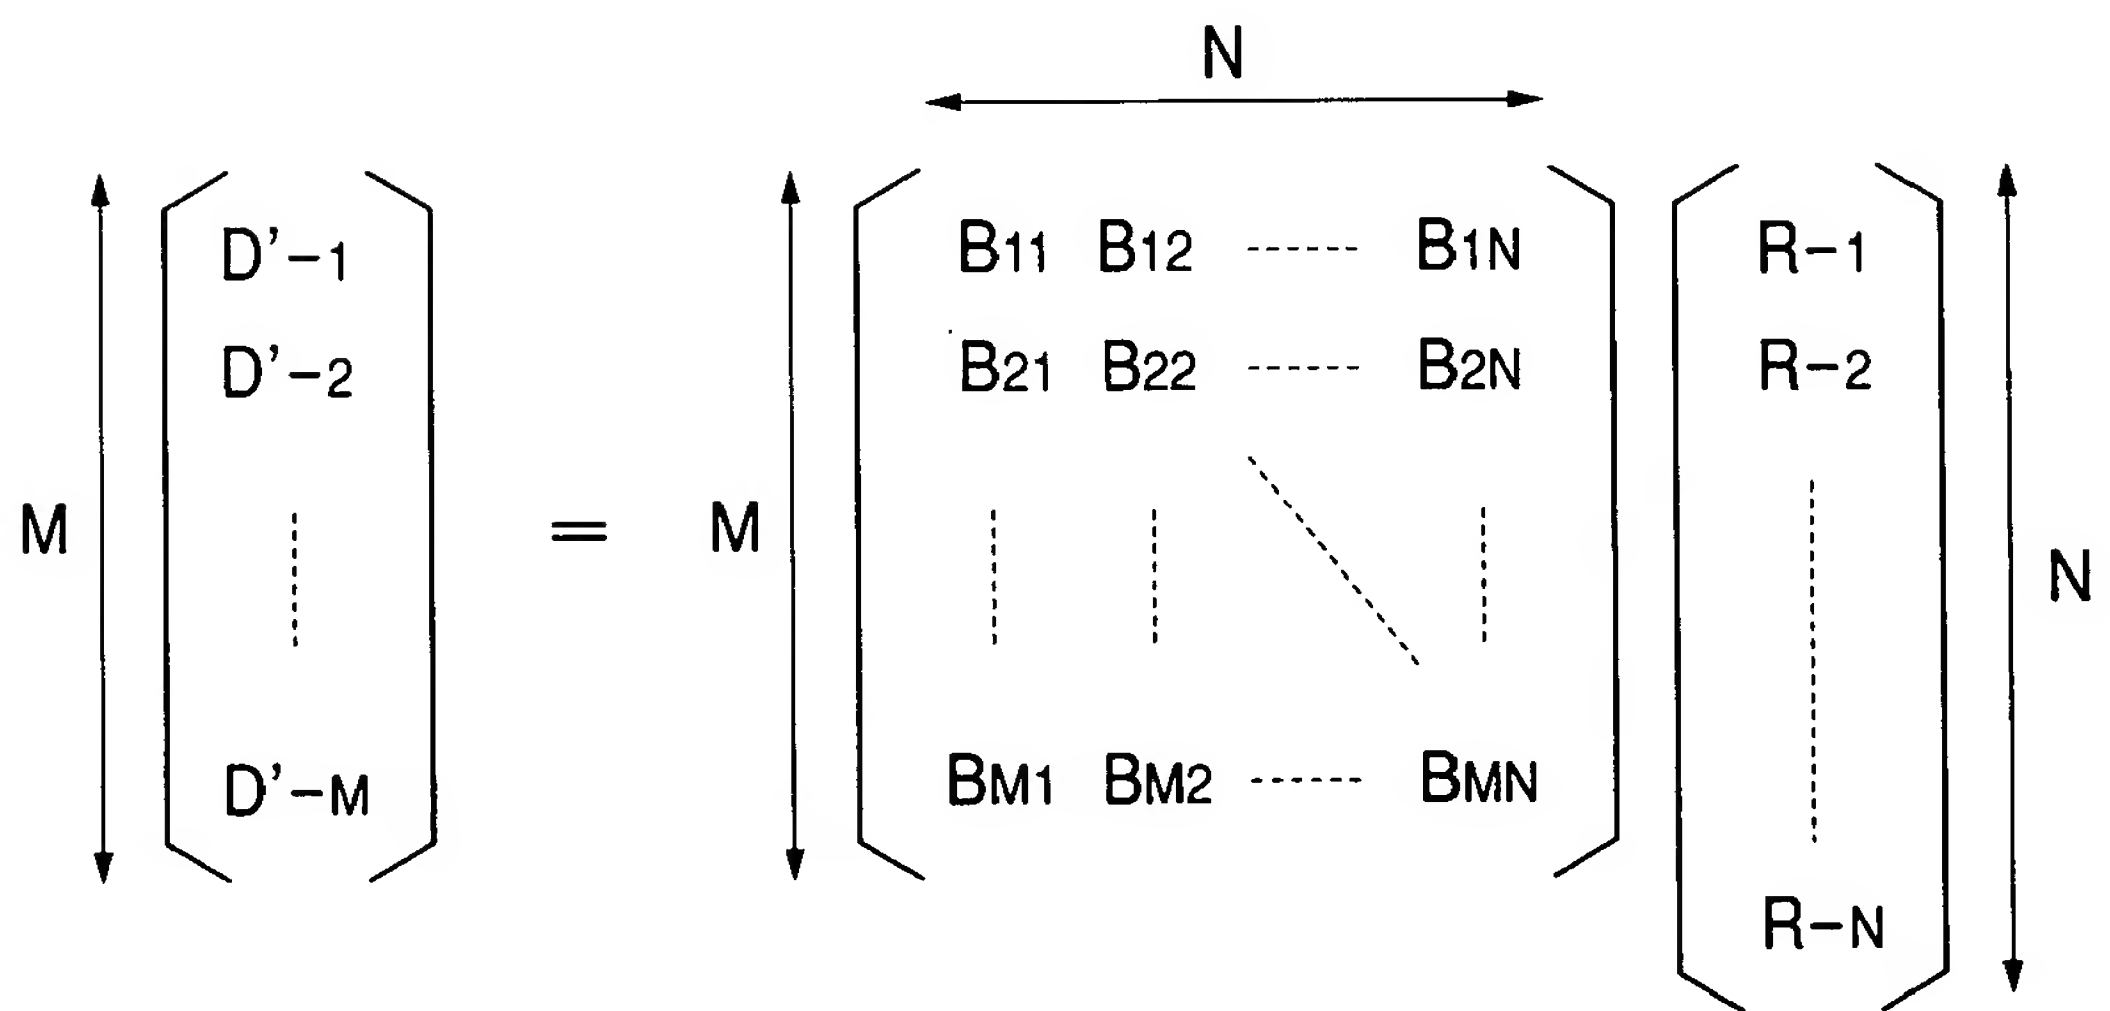 N
D'-1 B11 B12 B1N R-1
D'-2 B21 B22 B2N R-2
M = M N
D'-M BM1 BM2 BMN
R-N